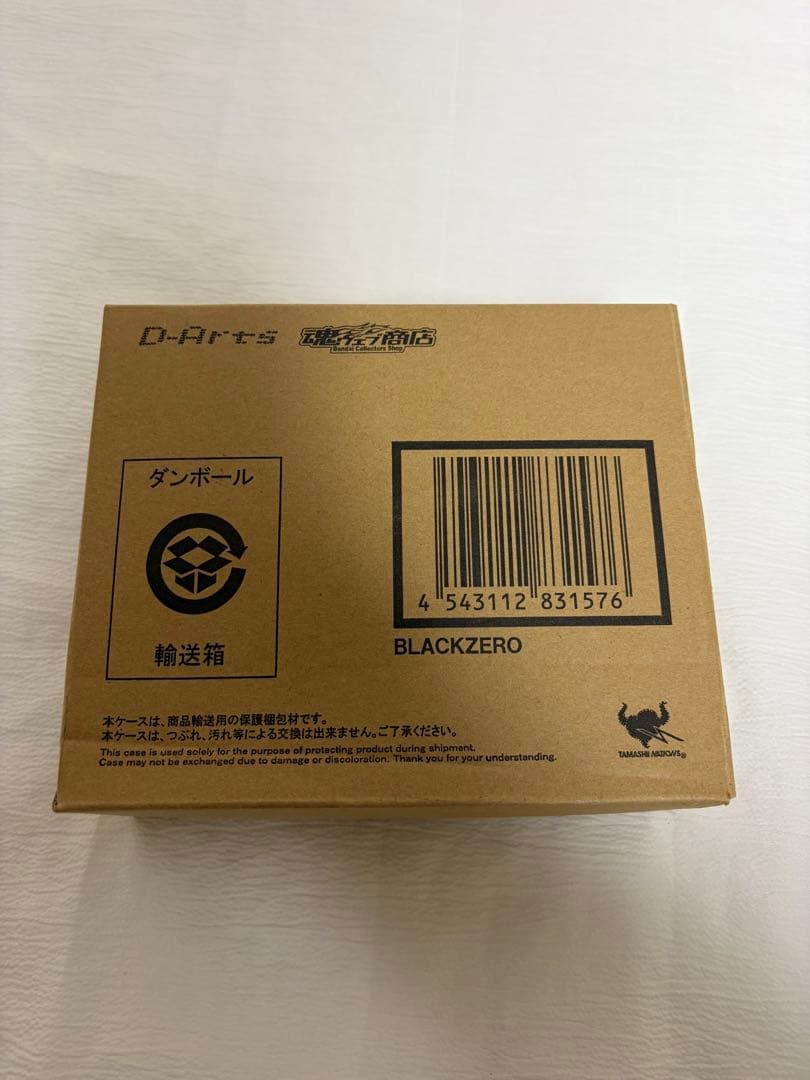 D-Arts
魂ウェブ商店
Bandai Collectors Shop
ダンボール
輸送箱
4 543112 831576
BLACKZERO
本ケースは、商品輸送用の保護梱包材です。
本ケースは、つぶれ、汚れ等による交換は出来ません。ご了承ください。
This case is used solely for the purpose of protecting product during shipment.
Case may not be exchanged due to damage or discoloration. Thank you for your understanding.
TAMASHII NATIONS®